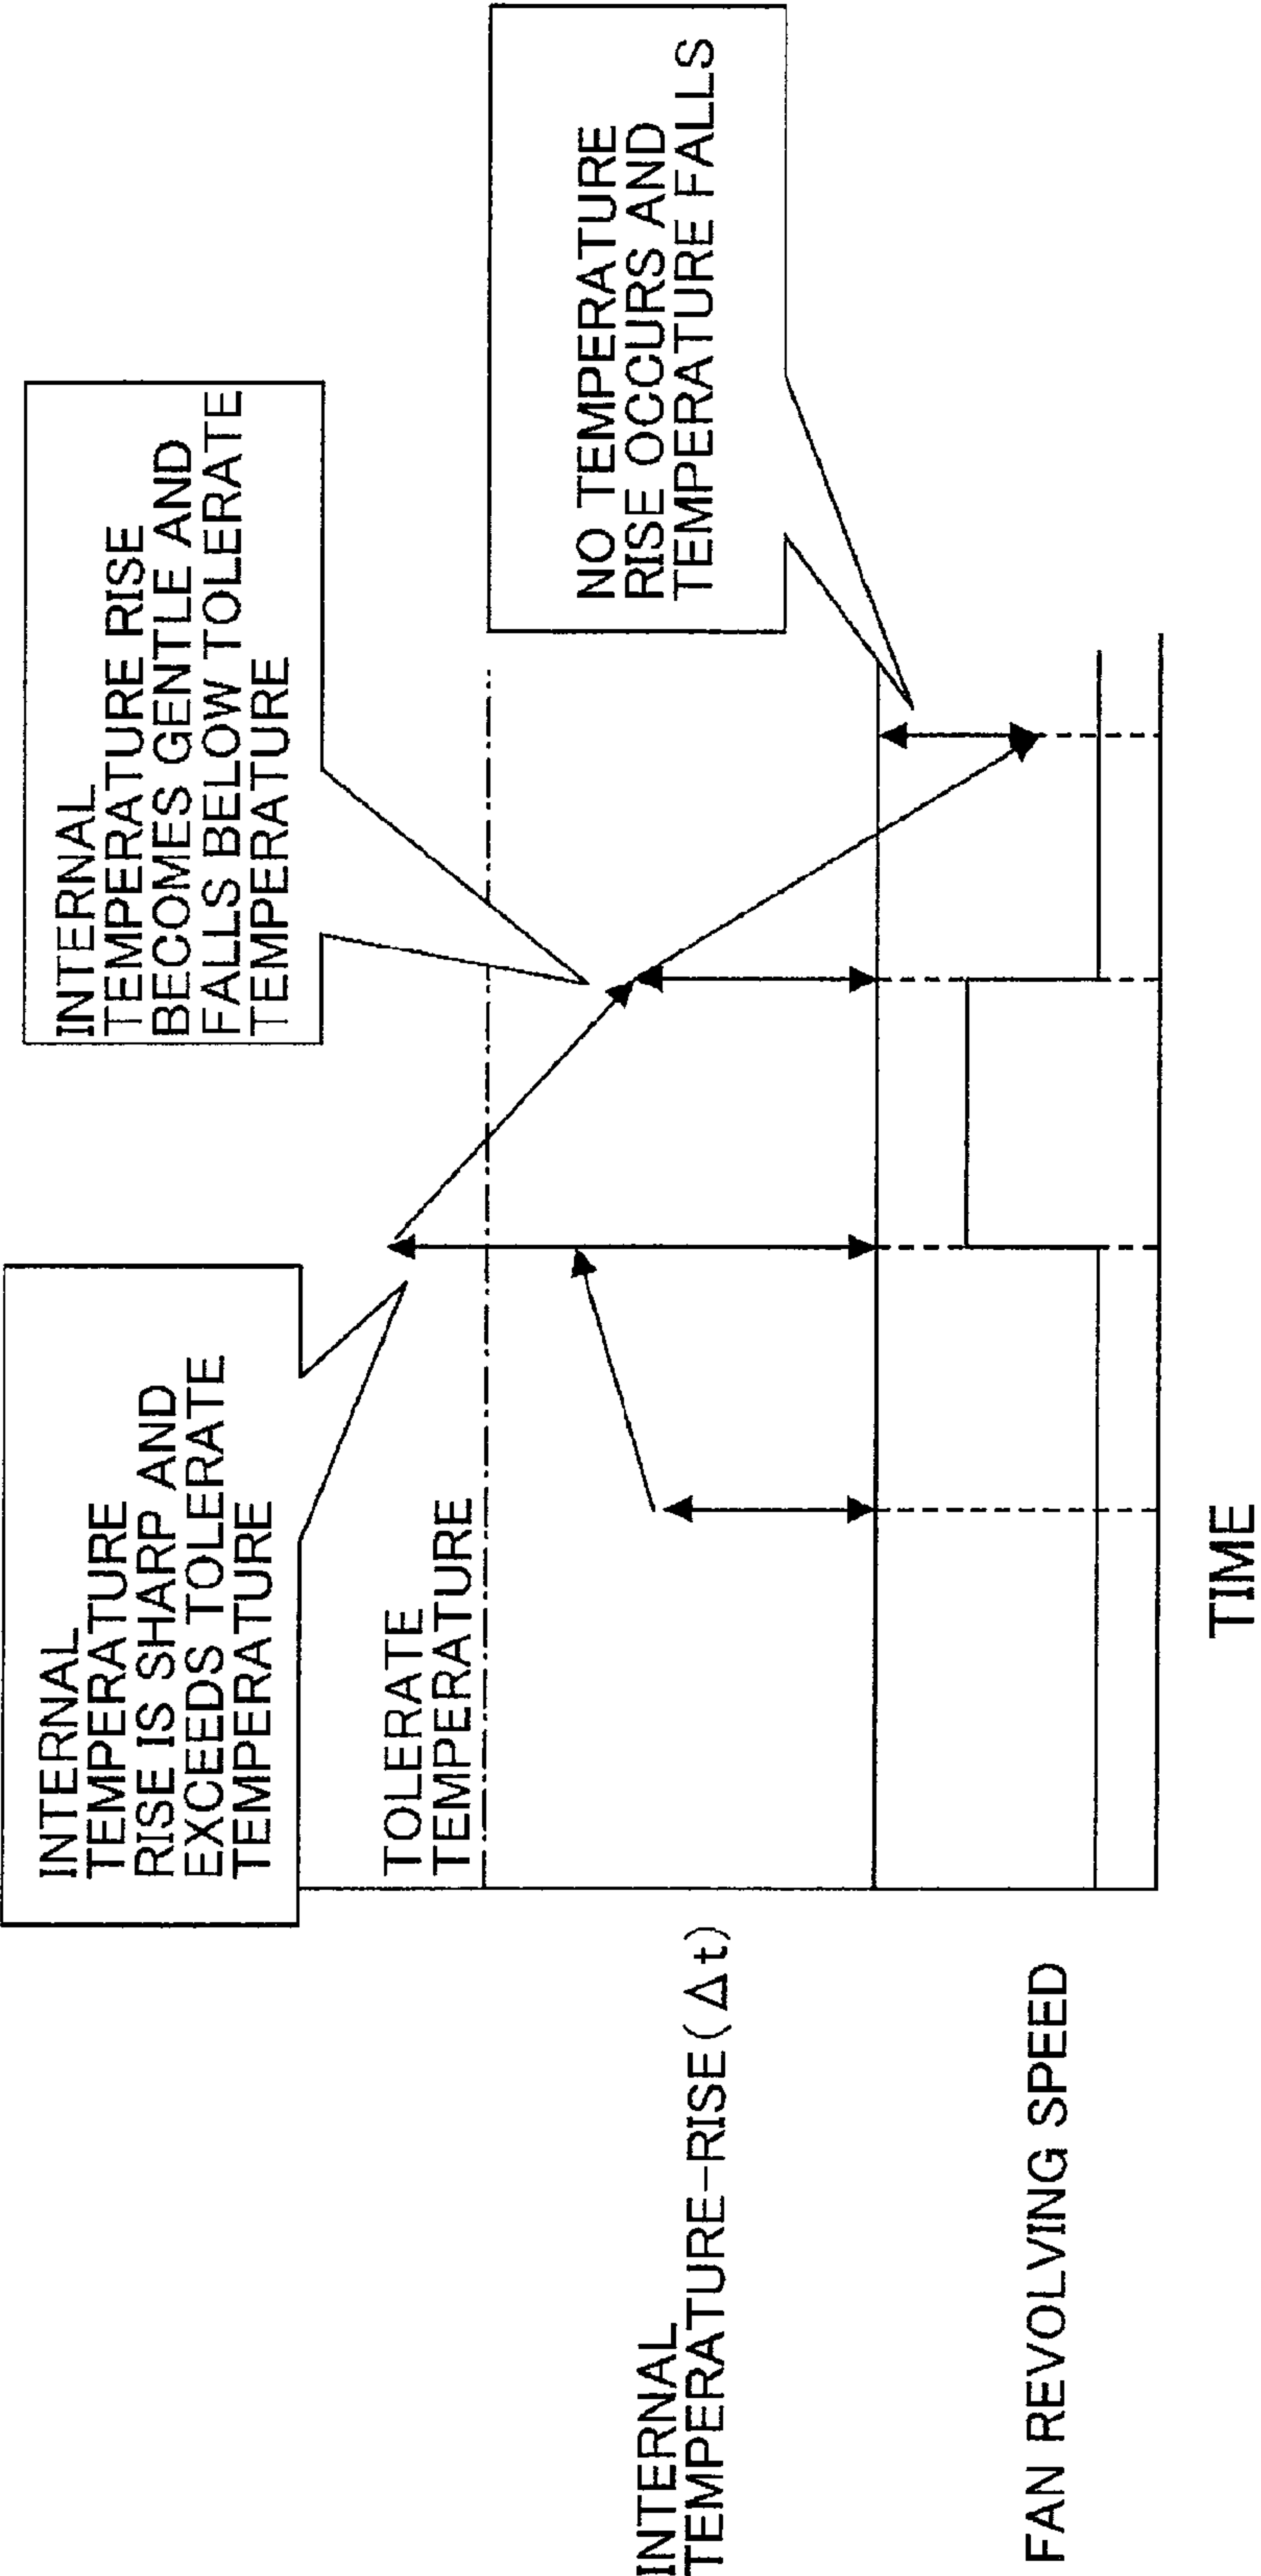 INTERNAL
TEMPERATURE
RISE IS SHARP AND
EXCEEDS TOLERATE
TEMPERATURE
INTERNAL
TEMPERATURE RISE
BECOMES GENTLE AND
FALLS BELOW TOLERATE
TEMPERATURE
NO TEMPERATURE
RISE OCCURS AND
TEMPERATURE FALLS
TOLERATE
TEMPERATURE
INTERNAL
TEMPERATURE-RISE(Δt)
FAN REVOLVING SPEED
TIME